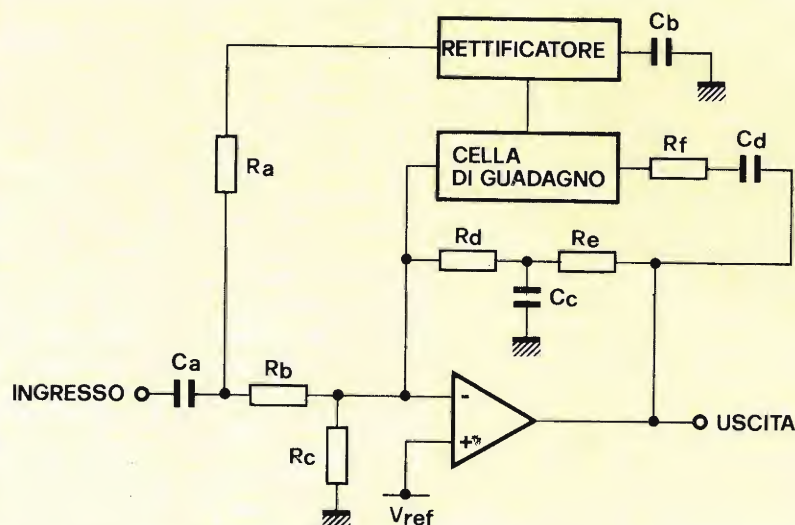 RETTIFICATORE
Cb
Ra
CELLA
DI GUADAGNO
Rf
Cd
Rd
Re
Cc
INGRESSO
Ca
Rb
Rc
-
+
Vref
USCITA